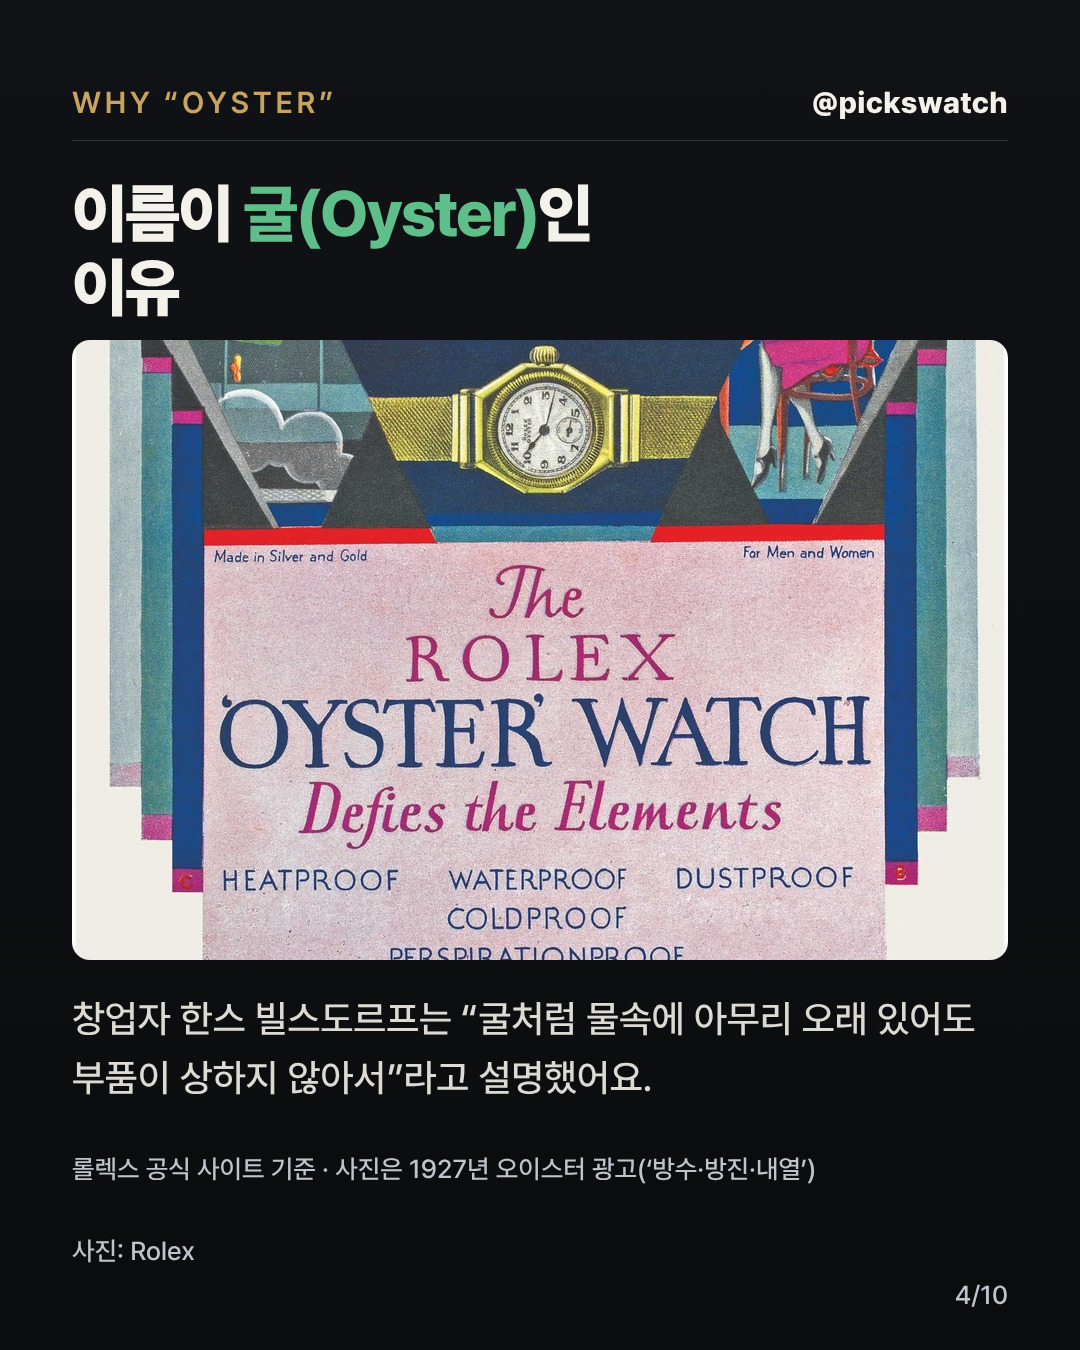 WHY “OYSTER”
@pickswatch
이름이 굴(Oyster)인
이유
Made in Silver and Gold
For Men and Women
The
ROLEX
‘OYSTER’ WATCH
Defies the Elements
HEATPROOF WATERPROOF DUSTPROOF
COLDPROOF
PERSPIRATIONPROOF
C
B
창업자 한스 빌스도르프는 “굴처럼 물속에 아무리 오래 있어도
부품이 상하지 않아서”라고 설명했어요.
롤렉스 공식 사이트 기준 · 사진은 1927년 오이스터 광고(‘방수·방진·내열’)
사진: Rolex
4/10